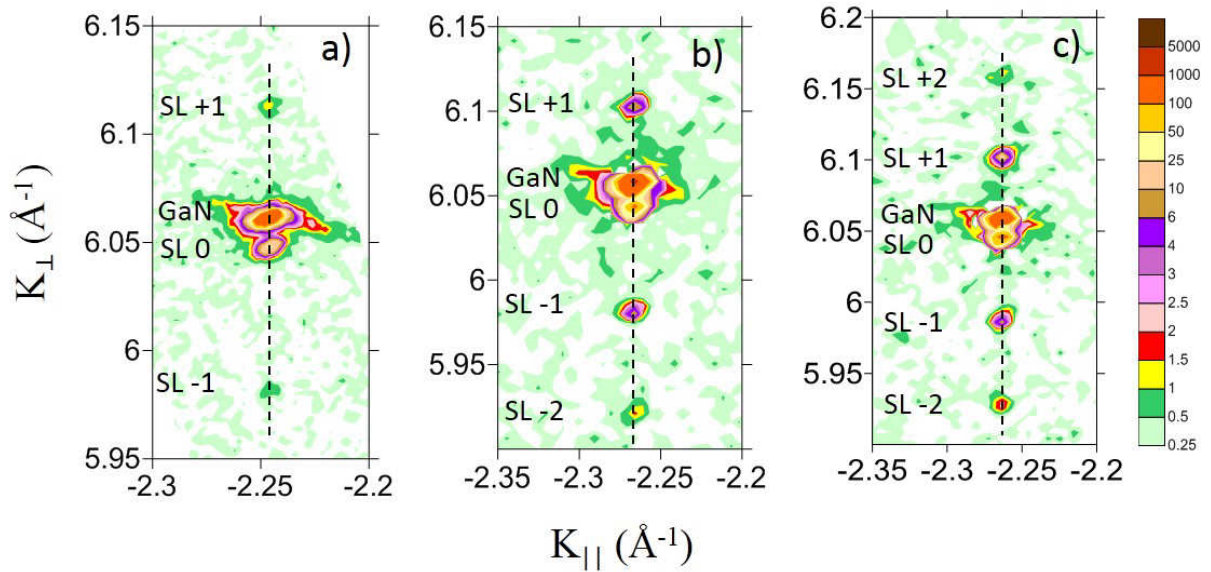 a)
6.15
SL +1
6.1
GaN
6.05
SL 0
6
SL -1
5.95
-2.3
-2.25
-2.2
b)
6.15
SL +1
6.1
GaN
6.05
SL 0
6
SL -1
5.95
SL -2
-2.35
-2.3
-2.25
-2.2
c)
6.2
SL +2
6.15
SL +1
6.1
GaN
6.05
SL 0
6
SL -1
5.95
SL -2
-2.35
-2.3
-2.25
-2.2
5000
1000
100
50
25
10
6
4
3
2.5
2
1.5
1
0.5
0.25
K⊥ (Å⁻¹)
K|| (Å⁻¹)